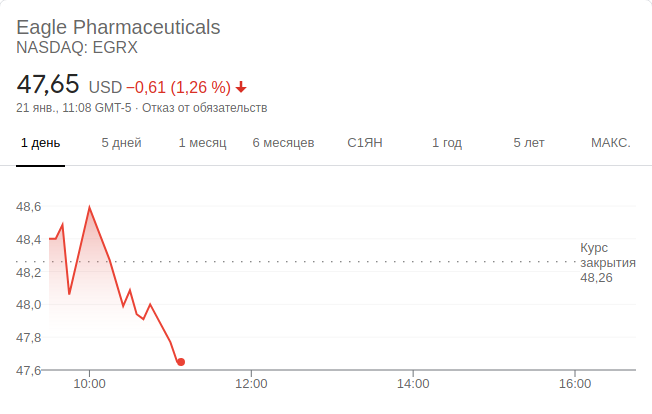 Eagle Pharmaceuticals
NASDAQ: EGRX
47,65 USD −0,61 (1,26 %)
21 янв., 11:08 GMT-5 · Отказ от обязательств
1 день 5 дней 1 месяц 6 месяцев С1ЯН 1 год 5 лет МАКС.
48,6
48,4
Курс
закрытия
48,26
48,2
48,0
47,8
47,6
10:00 12:00 14:00 16:00